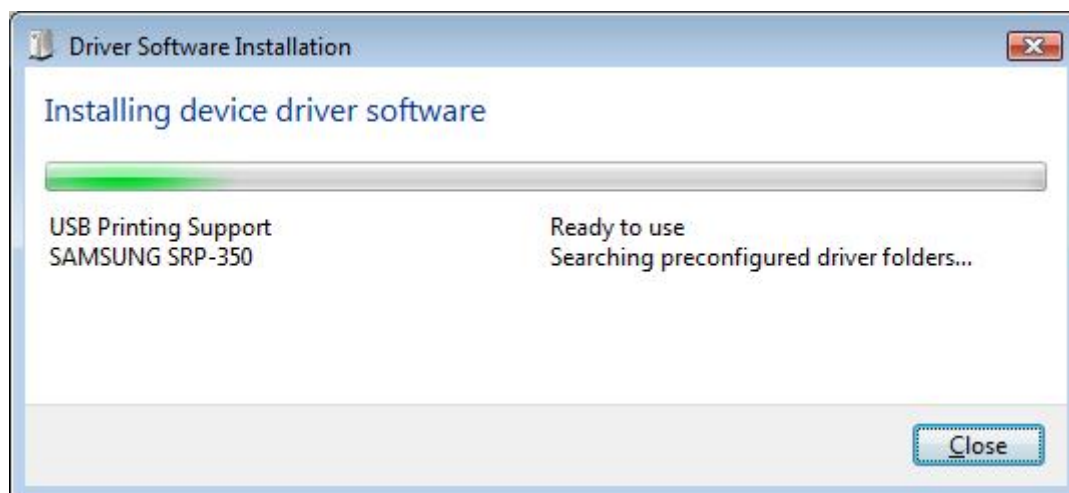 Driver Software Installation
Installing device driver software
USB Printing Support Ready to use
SAMSUNG SRP-350 Searching preconfigured driver folders...
Close